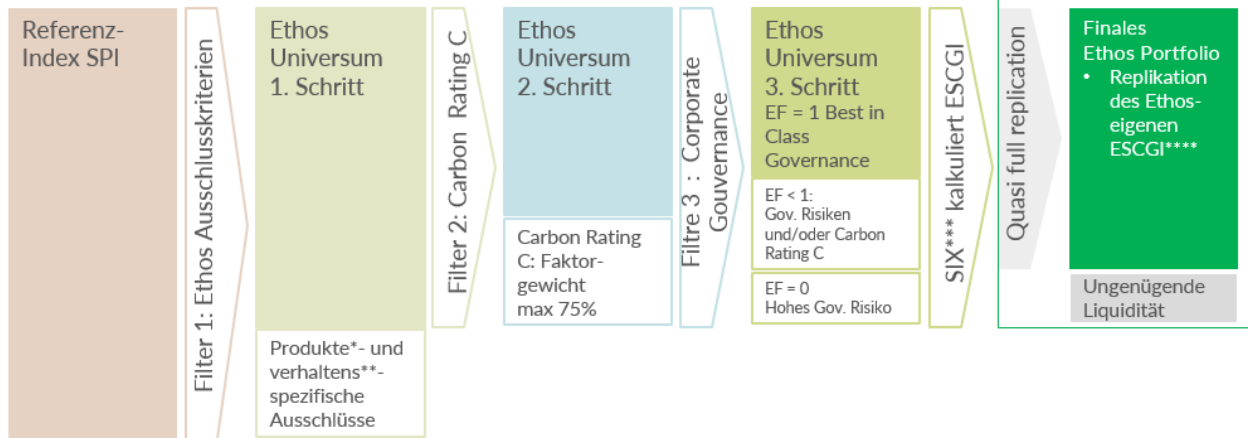 Referenz-
Index SPI
Filter 1: Ethos Ausschlusskriterien
Ethos
Universum
1. Schritt
Produkte*- und
verhaltens**-
spezifische
Ausschlüsse
Filter 2: Carbon Rating C
Ethos
Universum
2. Schritt
Carbon Rating
C: Faktor-
gewicht
max 75%
Filtre 3 : Corporate
Gouvernance
Ethos
Universum
3. Schritt
EF = 1 Best in
Class
Governance
EF < 1:
Gov. Risiken
und/oder Carbon
Rating C
EF = 0
Hohes Gov. Risiko
SIX*** kalkuliert ESCGI
Quasi full replication
Finales
Ethos Portfolio
• Replikation
des Ethos-
eigenen
ESCGI****
Ungenügende
Liquidität